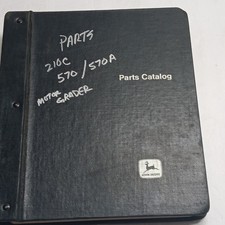 PARTS
210C
570/570A
MOTOR
GRADER
Parts Catalog
JOHN DEERE